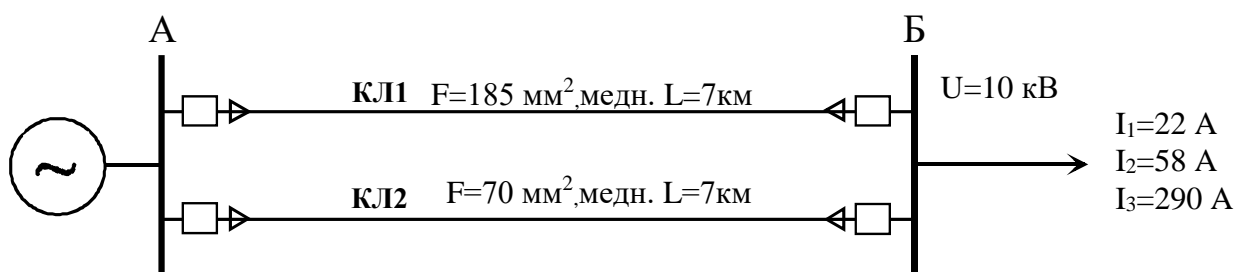 А
Б
КЛ1 F=185 мм²,медн. L=7км
U=10 кВ
I₁=22 А
I₂=58 А
I₃=290 А
КЛ2 F=70 мм²,медн. L=7км
~